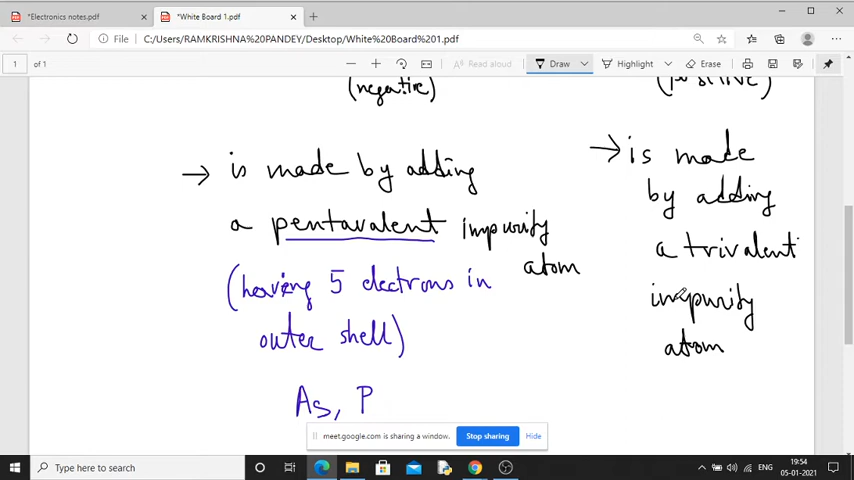 *Electronics notes.pdf
*White Board 1.pdf
File C:/Users/RAMKRISHNA%20PANDEY/Desktop/White%20Board%201.pdf
1 of 1
Read aloud
Draw
Highlight
Erase
(negative)
(positive)
→ is made by adding
a pentavalent impurity
atom
(having 5 electrons in
outer shell)
As, P
→ is made
by adding
a trivalent
impurity
atom
meet.google.com is sharing a window.
Stop sharing
Hide
Type here to search
ENG
19:54
05-01-2021